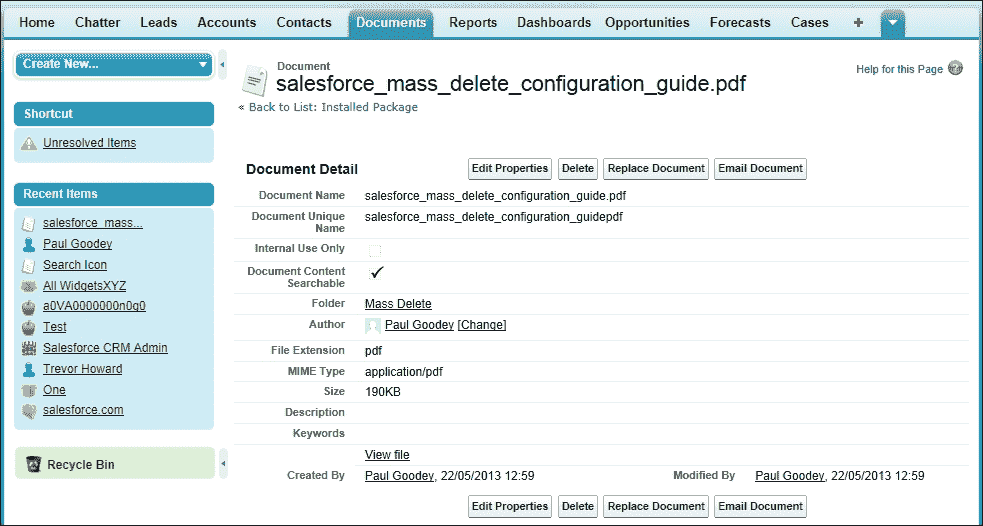 Home Chatter Leads Accounts Contacts Documents Reports Dashboards Opportunities Forecasts Cases +
Create New...
Shortcut
Unresolved Items
Recent Items
salesforce_mass...
Paul Goodey
Search Icon
All WidgetsXYZ
a0VA0000000n0g0
Test
Salesforce CRM Admin
Trevor Howard
One
salesforce.com
Recycle Bin
Document
salesforce_mass_delete_configuration_guide.pdf
« Back to List: Installed Package
Help for this Page ?
Document Detail Edit Properties Delete Replace Document Email Document
Document Name salesforce_mass_delete_configuration_guide.pdf
Document Unique Name salesforce_mass_delete_configuration_guidepdf
Internal Use Only
Document Content Searchable ✓
Folder Mass Delete
Author Paul Goodey [Change]
File Extension pdf
MIME Type application/pdf
Size 190KB
Description
Keywords
View file
Created By Paul Goodey, 22/05/2013 12:59 Modified By Paul Goodey, 22/05/2013 12:59
Edit Properties Delete Replace Document Email Document